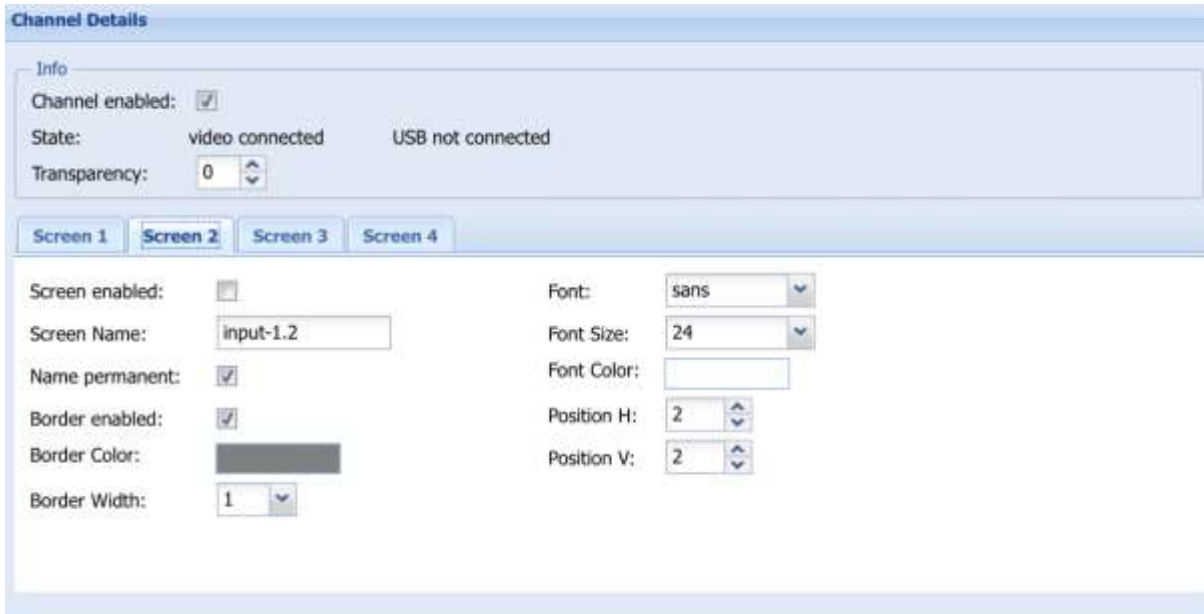 Channel Details
Info
Channel enabled:
State: video connected USB not connected
Transparency: 0
Screen 1 Screen 2 Screen 3 Screen 4
Screen enabled:
Screen Name: input-1.2
Name permanent:
Border enabled:
Border Color:
Border Width: 1
Font: sans
Font Size: 24
Font Color:
Position H: 2
Position V: 2